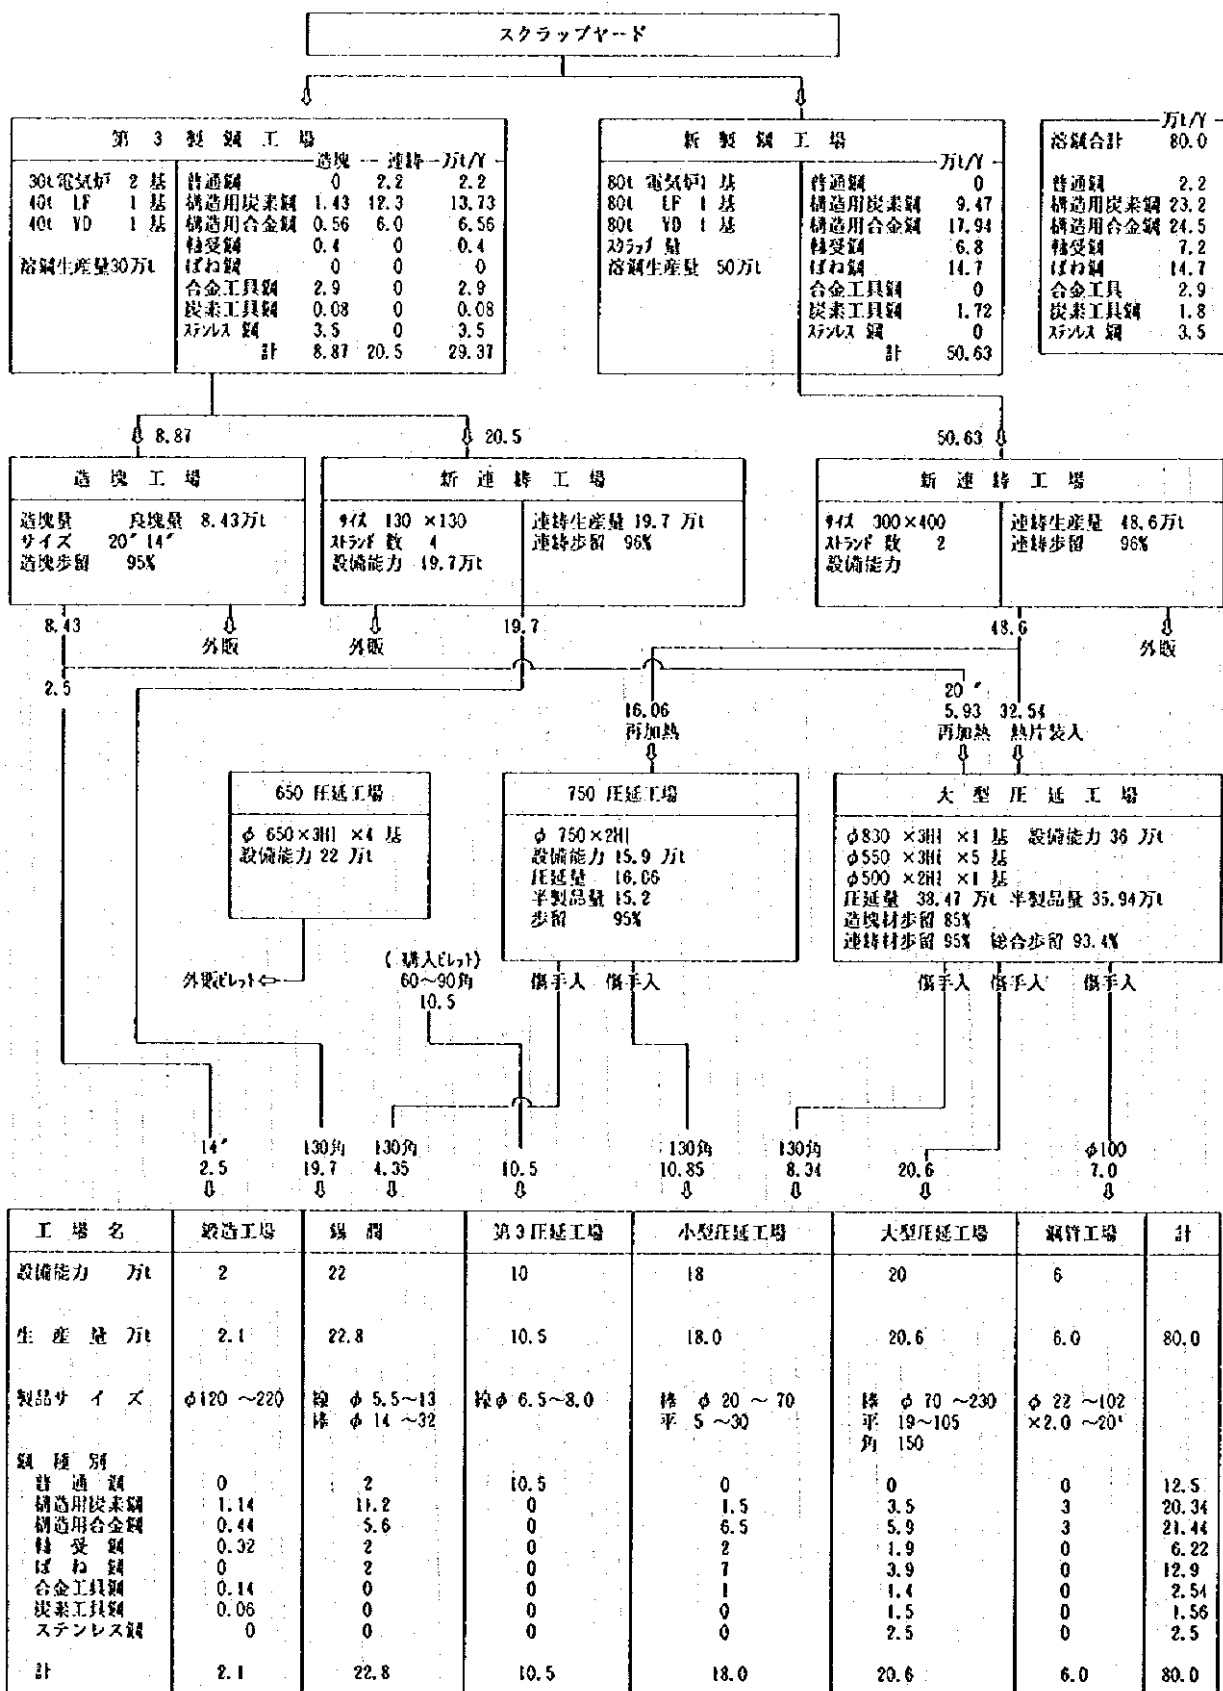 スクラップヤード
第 3 製 鋼 工 場
造塊 連鋳 万t/Y
30t 電気炉 2 基 普通鋼 0 2.2 2.2
40t LF 1 基 構造用炭素鋼 1.43 12.3 13.73
40t VD 1 基 構造用合金鋼 0.56 6.0 6.56
軸受鋼 0.4 0 0.4
溶鋼生産量30万t ばね鋼 0 0 0
合金工具鋼 2.9 0 2.9
炭素工具鋼 0.08 0 0.08
ステンレス 鋼 3.5 0 3.5
計 8.87 20.5 29.37
新 製 鋼 工 場
万t/Y
80t 電気炉1 基 普通鋼 0
80t LF 1 基 構造用炭素鋼 9.47
80t VD 1 基 構造用合金鋼 17.94
スクラップ 量 軸受鋼 6.8
溶鋼生産量 50万t ばね鋼 14.7
合金工具鋼 0
炭素工具鋼 1.72
ステンレス 鋼 0
計 50.63
万t/Y
溶鋼合計 80.0
普通鋼 2.2
構造用炭素鋼 23.2
構造用合金鋼 24.5
軸受鋼 7.2
ばね鋼 14.7
合金工具 2.9
炭素工具鋼 1.8
ステンレス 鋼 3.5
8.87 20.5 50.63
造 塊 工 場
造塊量 良塊量 8.43万t
サイズ 20″ 14″
造塊歩留 95%
新 連 鋳 工 場
サイズ 130 ×130 連鋳生産量 19.7 万t
ストランド 数 4 連鋳歩留 96%
設備能力 19.7万t
新 連 鋳 工 場
サイズ 300×400 連鋳生産量 48.6万t
ストランド 数 2 連鋳歩留 96%
設備能力
8.43 外販 外販 19.7 48.6 外販
2.5
16.06
再加熱
20″
5.93 32.54
再加熱 熱片装入
650 圧延工場
φ 650×3Hi ×4 基
設備能力 22 万t
750 圧延工場
φ 750×2Hi
設備能力 15.9 万t
圧延量 16.06
半製品量 15.2
歩留 95%
大 型 圧 延 工 場
φ830 ×3Hi ×1 基 設備能力 36 万t
φ550 ×3Hi ×5 基
φ500 ×2Hi ×1 基
圧延量 38.47 万t 半製品量 35.94万t
造塊材歩留 85%
連鋳材歩留 95% 総合歩留 93.4%
外販ビレット
(購入ビレット)
60〜90角
10.5
傷手入 傷手入 傷手入 傷手入 傷手入
14″ 130角 130角 130角 130角 φ100
2.5 19.7 4.35 10.5 10.85 8.34 20.6 7.0
工 場 名 鍛造工場 線 調 第3圧延工場 小型圧延工場 大型圧延工場 鋼管工場 計
設備能力 万t 2 22 10 18 20 6
生 産 量 万t 2.1 22.8 10.5 18.0 20.6 6.0 80.0
製品サ イ ズ φ120 〜220 線 φ 5.5〜13 線φ 6.5〜8.0 棒 φ 20 〜 70 棒 φ 70 〜230 φ 22 〜102
棒 φ 14 〜32 平 5 〜30 平 19〜105 ×2.0 〜20t
角 150
鋼 種 別
普 通 鋼 0 2 10.5 0 0 0 12.5
構造用炭素鋼 1.14 11.2 0 1.5 3.5 3 20.34
構造用合金鋼 0.44 5.6 0 6.5 5.9 3 21.44
軸 受 鋼 0.32 2 0 2 1.9 0 6.22
ば ね 鋼 0 2 0 7 3.9 0 12.9
合金工具鋼 0.14 0 0 1 1.4 0 2.54
炭素工具鋼 0.06 0 0 0 1.5 0 1.56
ステンレス鋼 0 0 0 0 2.5 0 2.5
計 2.1 22.8 10.5 18.0 20.6 6.0 80.0